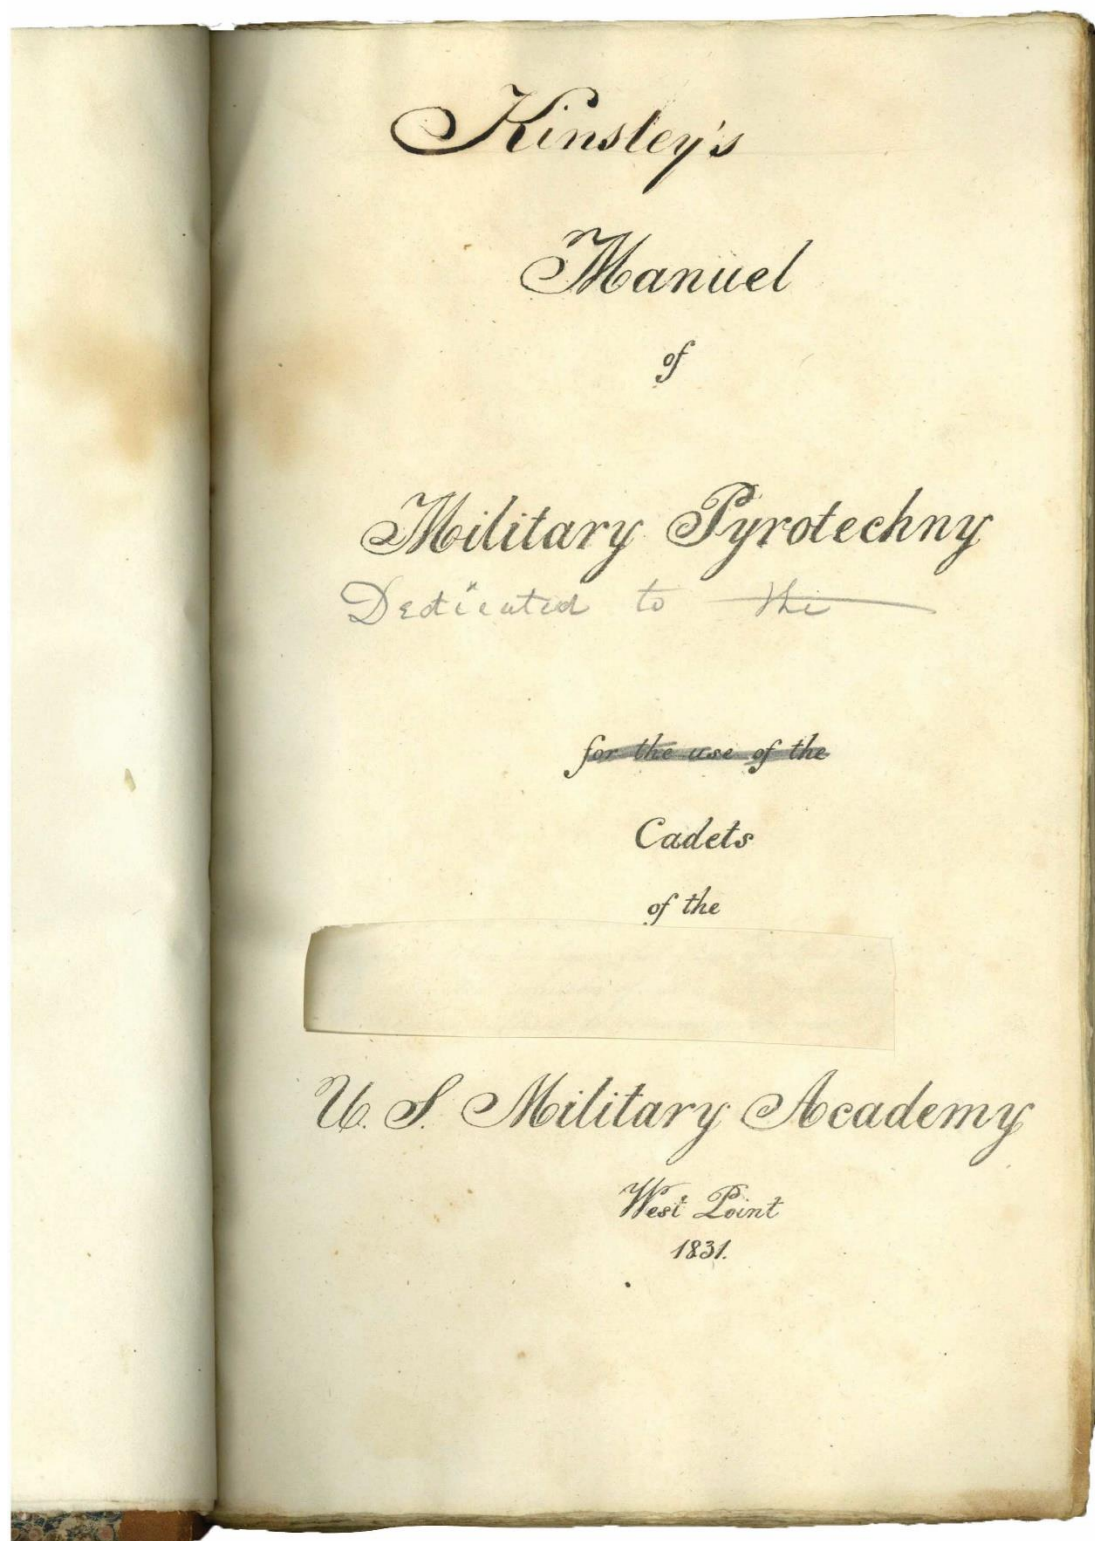 Kinsley's
Manuel
of
Military Pyrotechny
Dedicated to the
for the use of the
Cadets
of the
U. S. Military Academy
West Point
1831.